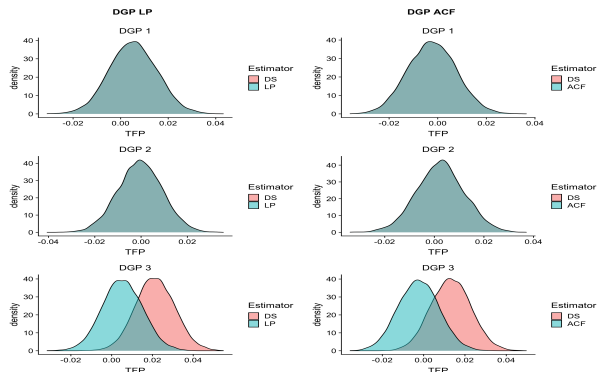 DGP LP
DGP ACF
DGP 1
40
30
20
10
0
density
-0.02
0.00
0.02
0.04
TFP
Estimator
DS
LP
DGP 1
40
30
20
10
0
density
-0.02
0.00
0.02
0.04
TFP
Estimator
DS
ACF
DGP 2
40
30
20
10
0
density
-0.04
-0.02
0.00
0.02
TFP
Estimator
DS
LP
DGP 2
40
30
20
10
0
density
-0.02
0.00
0.02
0.04
TFP
Estimator
DS
ACF
DGP 3
40
30
20
10
0
density
-0.02
0.00
0.02
0.04
TFP
Estimator
DS
LP
DGP 3
40
30
20
10
0
density
-0.02
0.00
0.02
0.04
TFP
Estimator
DS
ACF